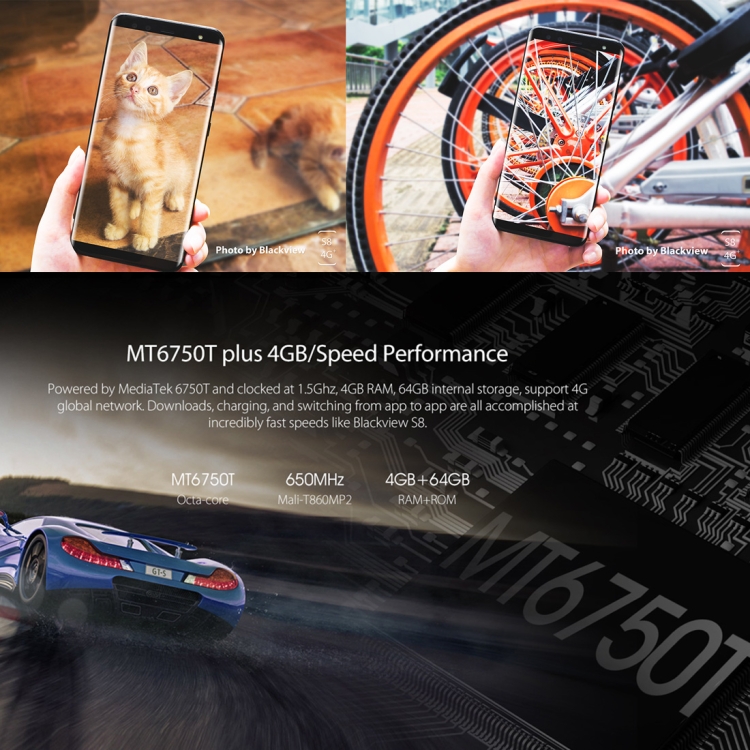 Photo by Blackview
S8
4G
Photo by Blackview
S8
4G
MT6750T plus 4GB/Speed Performance
Powered by MediaTek 6750T and clocked at 1.5Ghz, 4GB RAM, 64GB internal storage, support 4G
global network. Downloads, charging, and switching from app to app are all accomplished at
incredibly fast speeds like Blackview S8.
MT6750T 650MHz 4GB+64GB
Octa-core Mali-T860MP2 RAM+ROM
GT-S
MT6750T